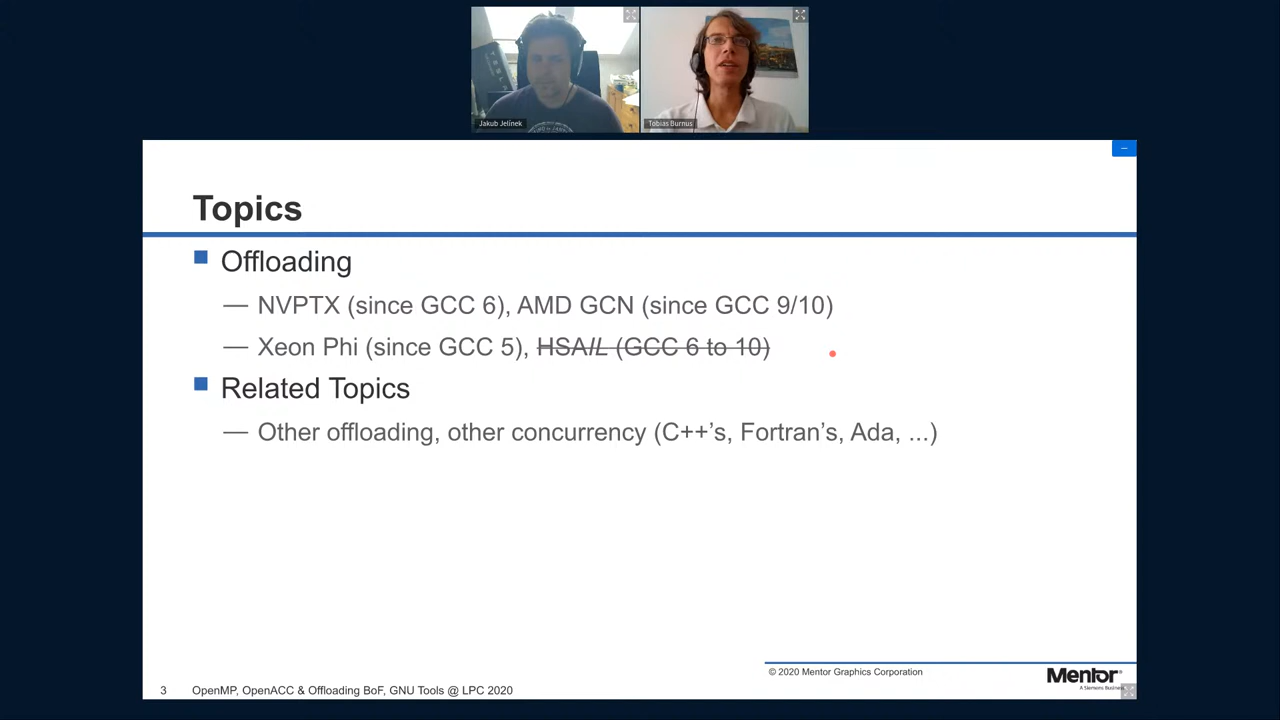 Jakub Jelínek
Tobias Burnus
Topics
Offloading
— NVPTX (since GCC 6), AMD GCN (since GCC 9/10)
— Xeon Phi (since GCC 5), HSAIL (GCC 6 to 10)
Related Topics
— Other offloading, other concurrency (C++’s, Fortran’s, Ada, ...)
© 2020 Mentor Graphics Corporation
Mentor®
A Siemens Business
3 OpenMP, OpenACC & Offloading BoF, GNU Tools @ LPC 2020